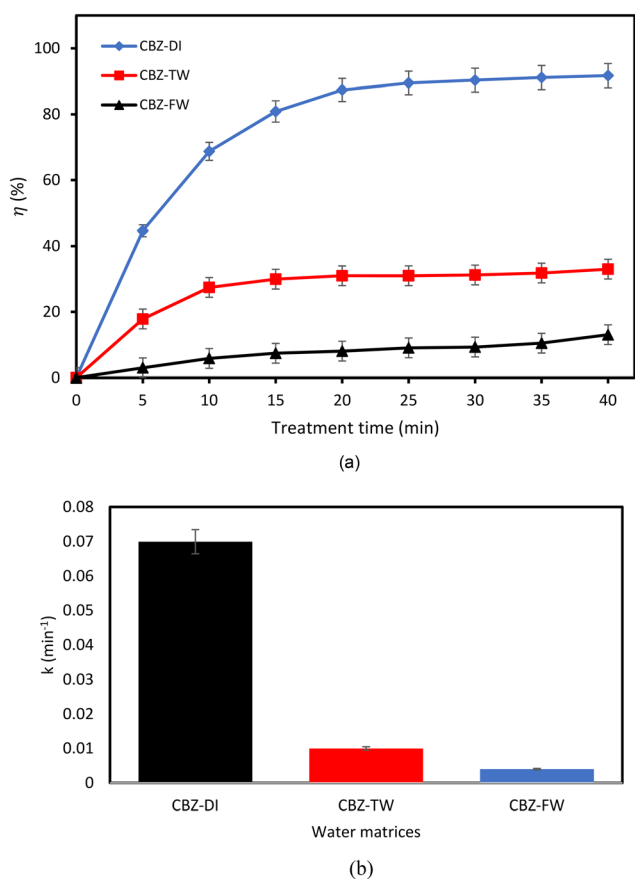 100
80
60
40
20
0
η (%)
CBZ-DI
CBZ-TW
CBZ-FW
0 5 10 15 20 25 30 35 40
Treatment time (min)
(a)
0.08
0.07
0.06
0.05
0.04
0.03
0.02
0.01
0
k (min⁻¹)
CBZ-DI CBZ-TW CBZ-FW
Water matrices
(b)